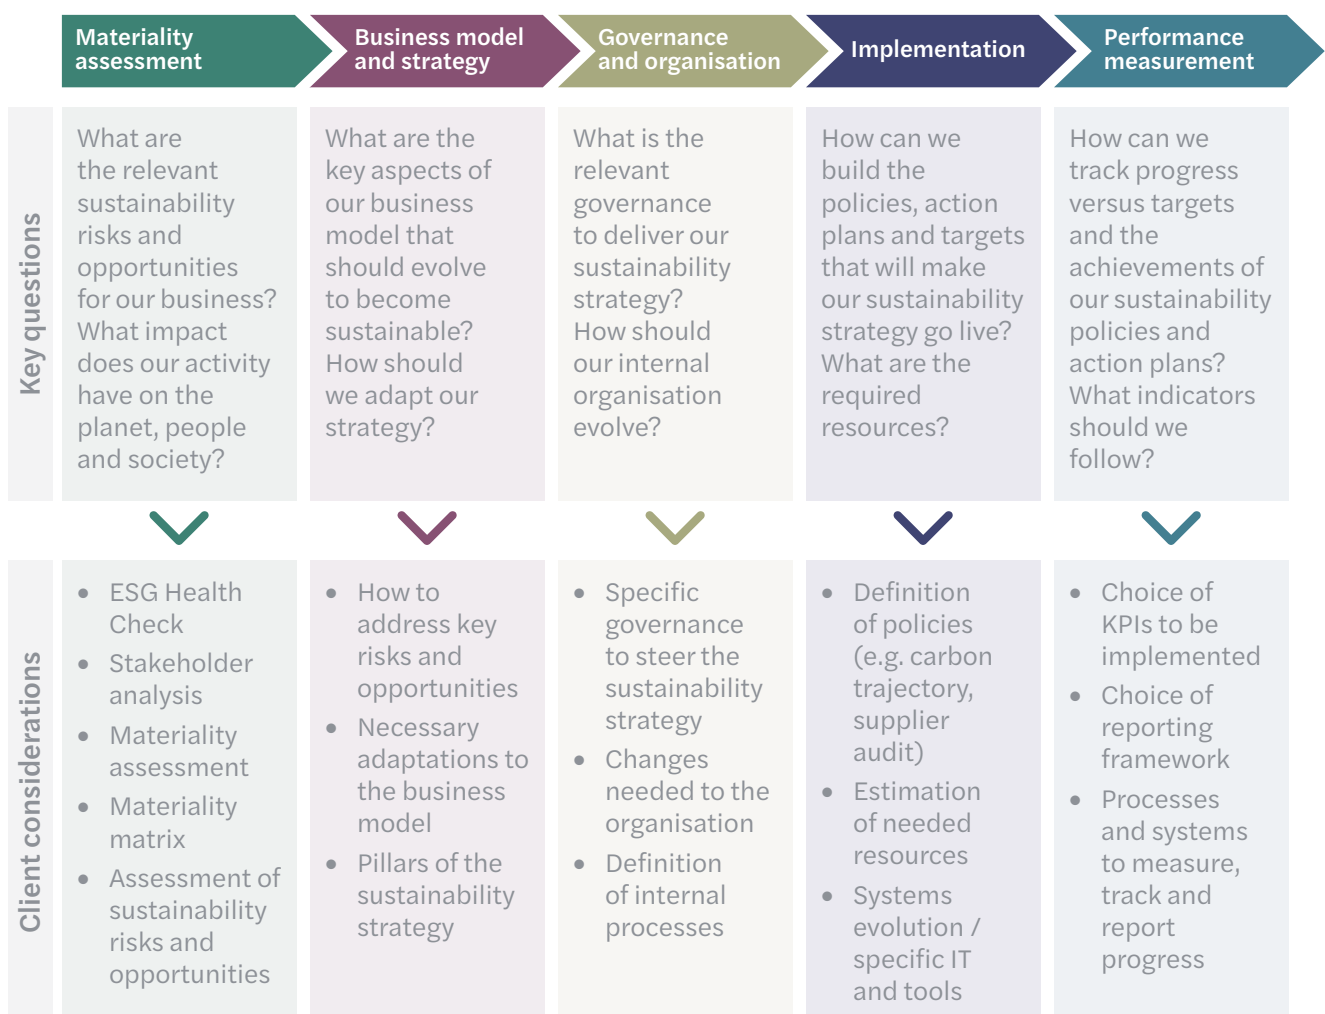 Materiality
assessment
Business model
and strategy
Governance
and organisation
Implementation
Performance
measurement
Key questions
What are
the relevant
sustainability
risks and
opportunities
for our business?
What impact
does our activity
have on the
planet, people
and society?
What are the
key aspects of
our business
model that
should evolve
to become
sustainable?
How should
we adapt our
strategy?
What is the
relevant
governance
to deliver our
sustainability
strategy?
How should
our internal
organisation
evolve?
How can we
build the
policies, action
plans and targets
that will make
our sustainability
strategy go live?
What are the
required
resources?
How can we
track progress
versus targets
and the
achievements of
our sustainability
policies and
action plans?
What indicators
should we
follow?
Client considerations
• ESG Health
Check
• Stakeholder
analysis
• Materiality
assessment
• Materiality
matrix
• Assessment of
sustainability
risks and
opportunities
• How to
address key
risks and
opportunities
• Necessary
adaptations to
the business
model
• Pillars of the
sustainability
strategy
• Specific
governance
to steer the
sustainability
strategy
• Changes
needed to the
organisation
• Definition
of internal
processes
• Definition
of policies
(e.g. carbon
trajectory,
supplier
audit)
• Estimation
of needed
resources
• Systems
evolution /
specific IT
and tools
• Choice of
KPIs to be
implemented
• Choice of
reporting
framework
• Processes
and systems
to measure,
track and
report
progress